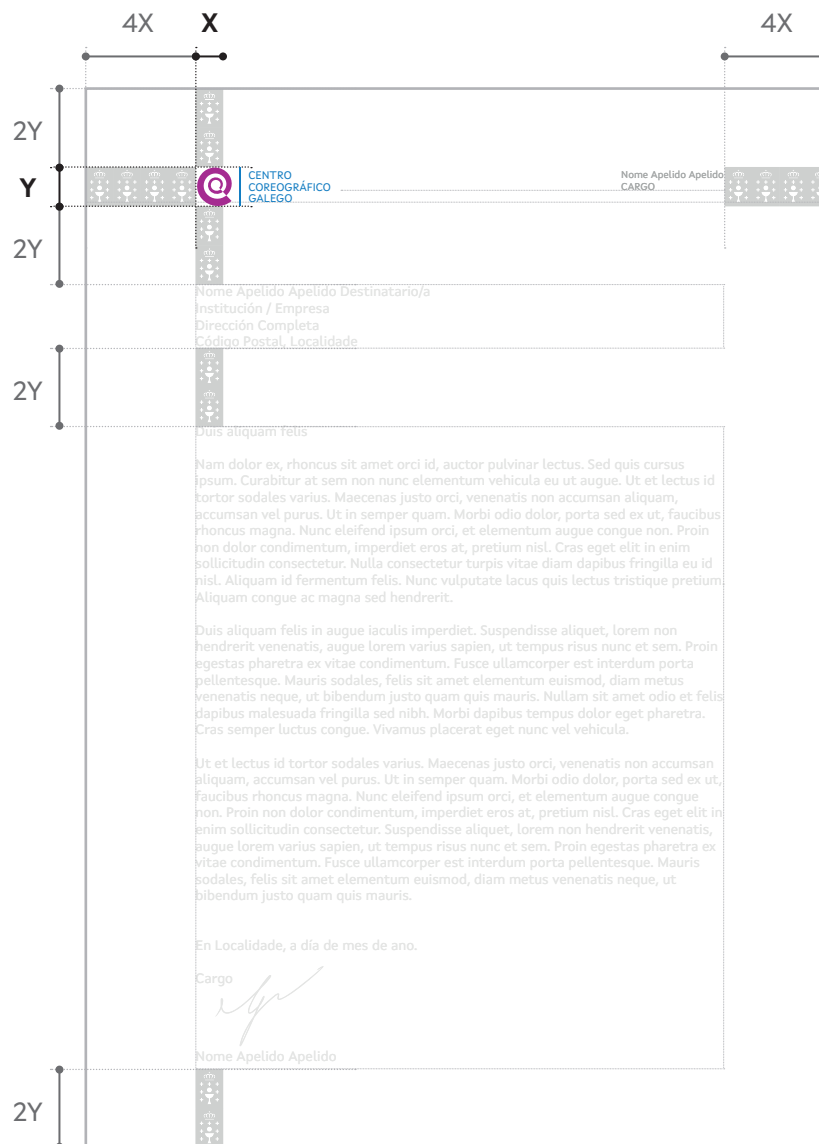 4X X 4X
2Y
Y
CENTRO
COREOGRÁFICO
GALEGO
Nome Apelido Apelido
CARGO
2Y
Nome Apelido Apelido Destinatario/a
Institución / Empresa
Dirección Completa
Código Postal, Localidade
2Y
Duis aliquam felis
Nam dolor ex, rhoncus sit amet orci id, auctor pulvinar lectus. Sed quis cursus
ipsum. Curabitur at sem non nunc elementum vehicula eu ut augue. Ut et lectus id
tortor sodales varius. Maecenas justo orci, venenatis non accumsan aliquam,
accumsan vel purus. Ut in semper quam. Morbi odio dolor, porta sed ex ut, faucibus
rhoncus magna. Nunc eleifend ipsum orci, et elementum augue congue non. Proin
non dolor condimentum, imperdiet eros at, pretium nisl. Cras eget elit in enim
sollicitudin consectetur. Nulla consectetur turpis vitae diam dapibus fringilla eu id
nisl. Aliquam id fermentum felis. Nunc vulputate lacus quis lectus tristique pretium.
Aliquam congue ac magna sed hendrerit.
Duis aliquam felis in augue iaculis imperdiet. Suspendisse aliquet, lorem non
hendrerit venenatis, augue lorem varius sapien, ut tempus risus nunc et sem. Proin
egestas pharetra ex vitae condimentum. Fusce ullamcorper est interdum porta
pellentesque. Mauris sodales, felis sit amet elementum euismod, diam metus
venenatis neque, ut bibendum justo quam quis mauris. Nullam sit amet odio et felis
dapibus malesuada fringilla sed nibh. Morbi dapibus tempus dolor eget pharetra.
Cras semper luctus congue. Vivamus placerat eget nunc vel vehicula.
Ut et lectus id tortor sodales varius. Maecenas justo orci, venenatis non accumsan
aliquam, accumsan vel purus. Ut in semper quam. Morbi odio dolor, porta sed ex ut,
faucibus rhoncus magna. Nunc eleifend ipsum orci, et elementum augue congue
non. Proin non dolor condimentum, imperdiet eros at, pretium nisl. Cras eget elit in
enim sollicitudin consectetur. Suspendisse aliquet, lorem non hendrerit venenatis,
augue lorem varius sapien, ut tempus risus nunc et sem. Proin egestas pharetra ex
vitae condimentum. Fusce ullamcorper est interdum porta pellentesque. Mauris
sodales, felis sit amet elementum euismod, diam metus venenatis neque, ut
bibendum justo quam quis mauris.
En Localidade, a día de mes de ano.
Cargo
Nome Apelido Apelido
2Y